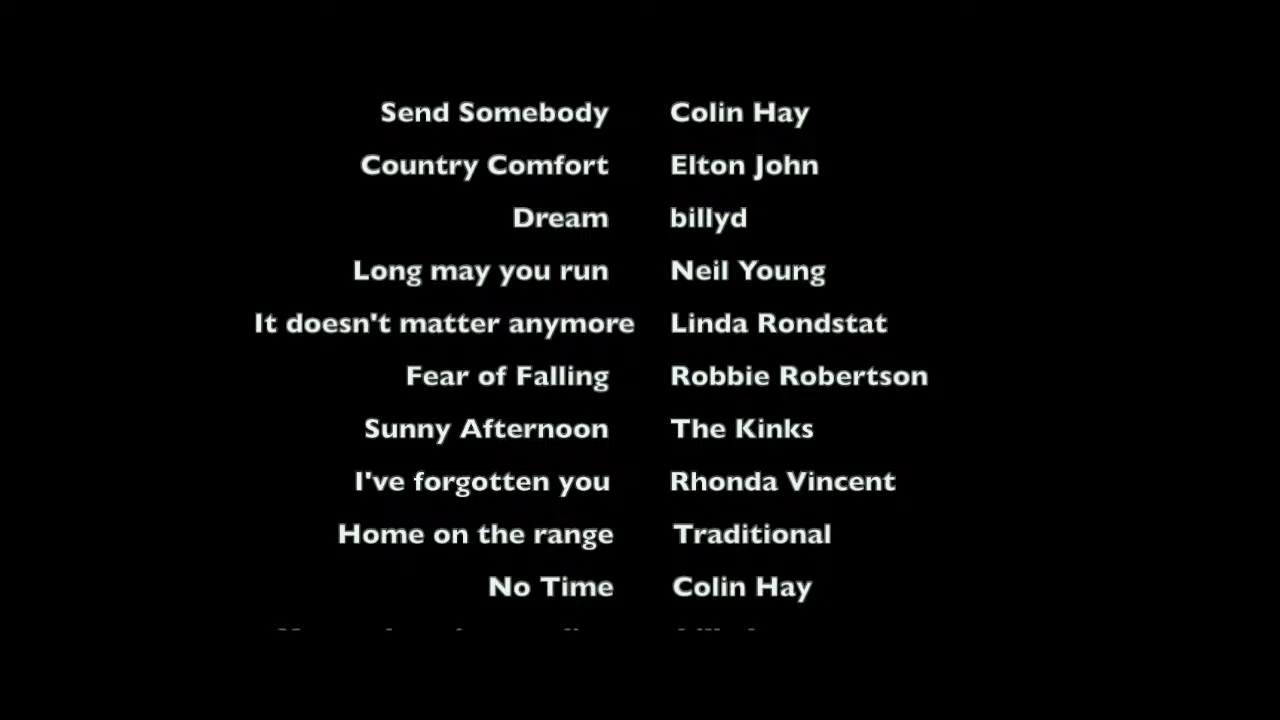 Send Somebody Colin Hay
Country Comfort Elton John
Dream billyd
Long may you run Neil Young
It doesn't matter anymore Linda Rondstat
Fear of Falling Robbie Robertson
Sunny Afternoon The Kinks
I've forgotten you Rhonda Vincent
Home on the range Traditional
No Time Colin Hay